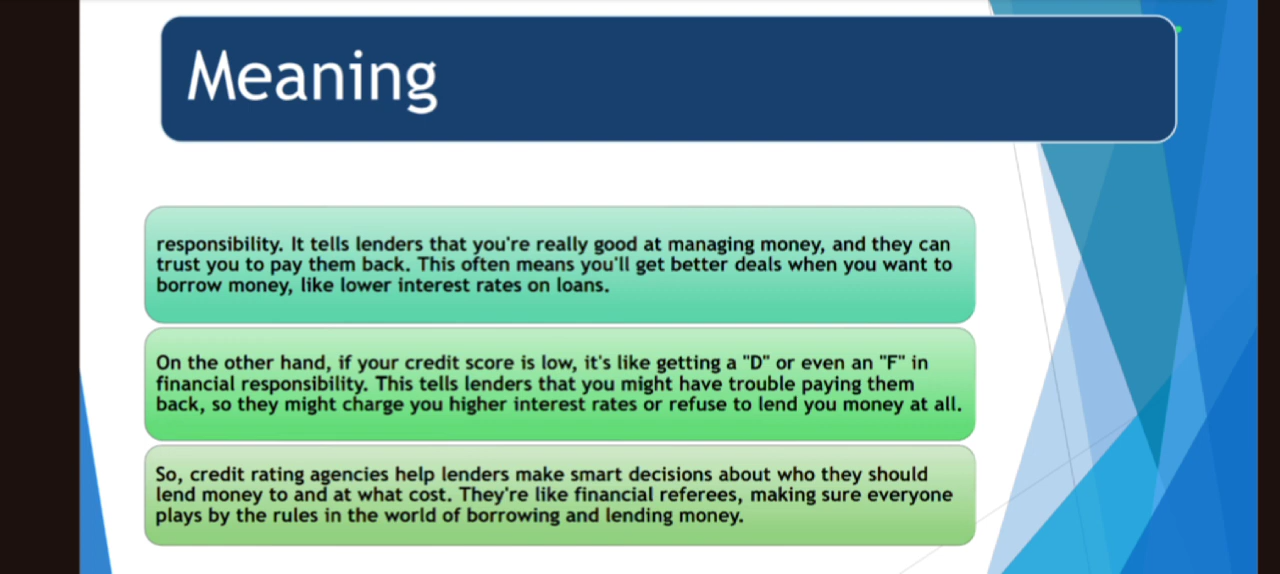 Meaning
responsibility. It tells lenders that you're really good at managing money, and they can
trust you to pay them back. This often means you'll get better deals when you want to
borrow money, like lower interest rates on loans.
On the other hand, if your credit score is low, it's like getting a "D" or even an "F" in
financial responsibility. This tells lenders that you might have trouble paying them
back, so they might charge you higher interest rates or refuse to lend you money at all.
So, credit rating agencies help lenders make smart decisions about who they should
lend money to and at what cost. They're like financial referees, making sure everyone
plays by the rules in the world of borrowing and lending money.